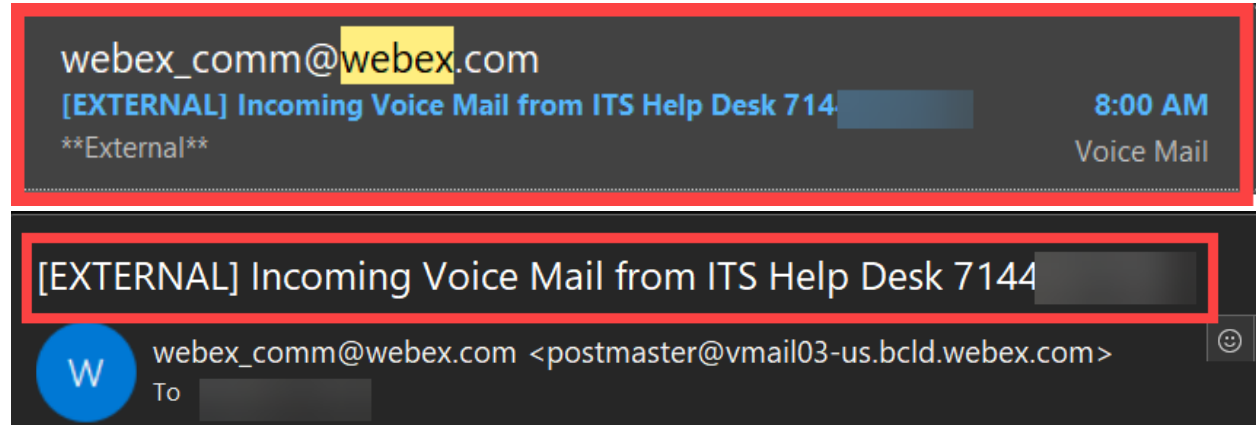 webex_comm@webex.com
[EXTERNAL] Incoming Voice Mail from ITS Help Desk 714
8:00 AM
**External**
Voice Mail
[EXTERNAL] Incoming Voice Mail from ITS Help Desk 7144
W
webex_comm@webex.com <postmaster@vmail03-us.bcld.webex.com>
To